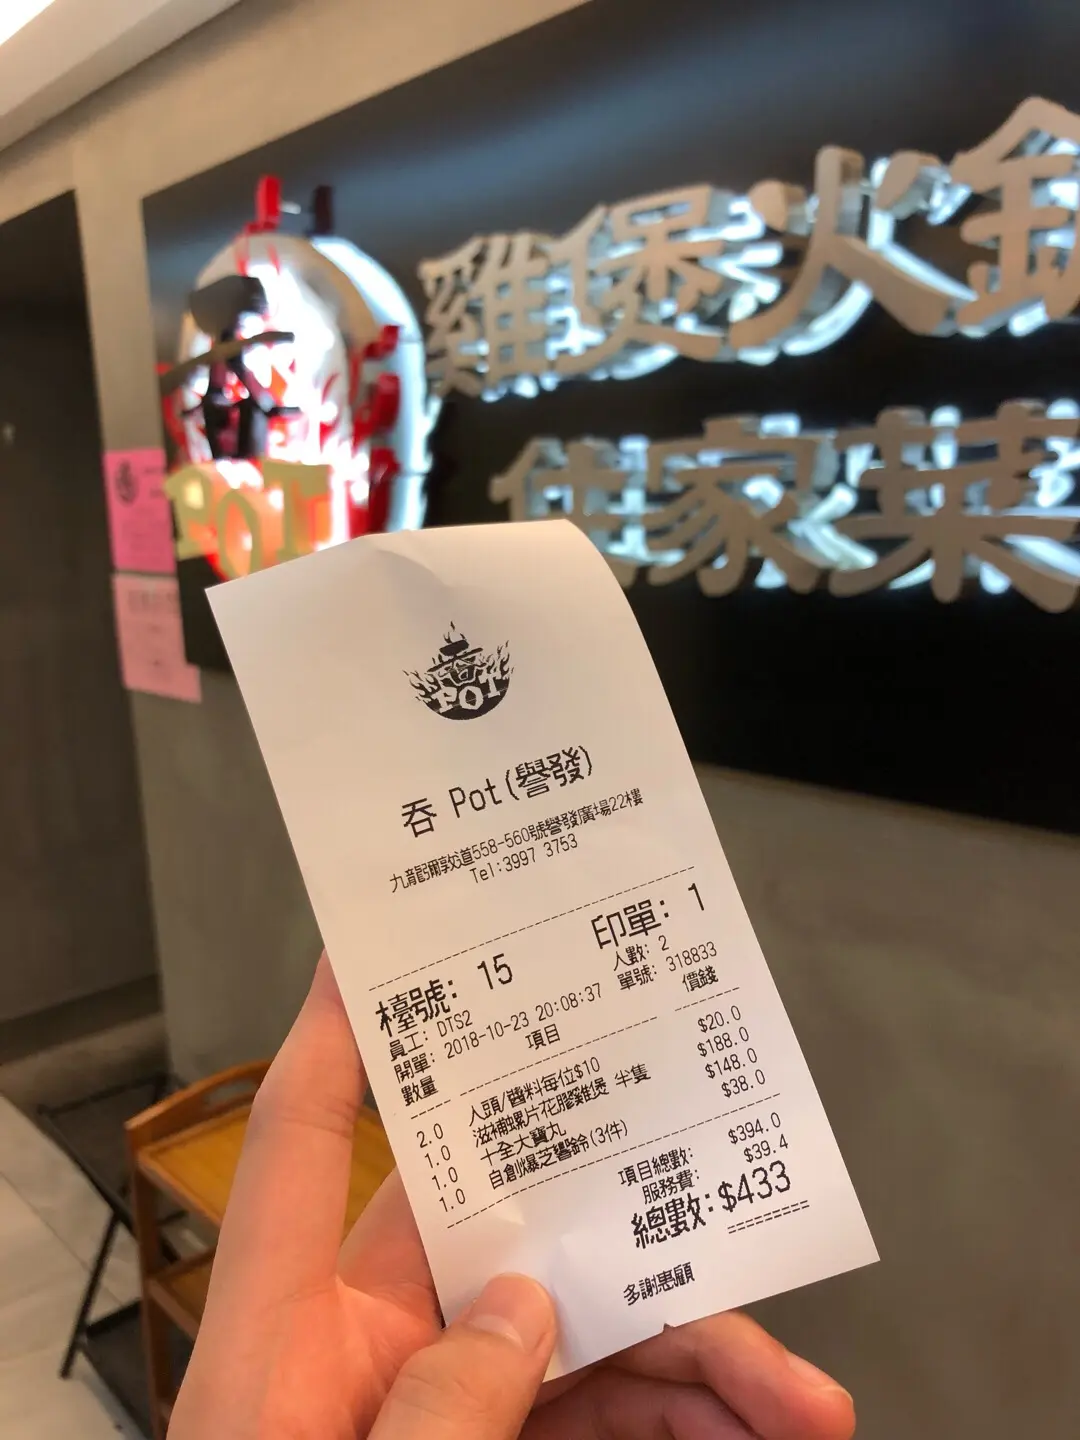 雞煲火鍋
住家菜
POT
吞
POT
吞 Pot(譽發)
九龍彌敦道558-560號譽發廣場22樓
Tel:3997 3753
印單: 1
檯號: 15
人數: 2
員工: DTS2
單號: 318833
開單: 2018-10-23 20:08:37
數量 項目 價錢
2.0 人頭/醬料每位$10 $20.0
1.0 滋補螺片花膠雞煲 半隻 $188.0
1.0 十全大寶丸 $148.0
1.0 自創爆芝響鈴(3件) $38.0
項目總數: $394.0
服務費: $39.4
總數: $433
多謝惠顧